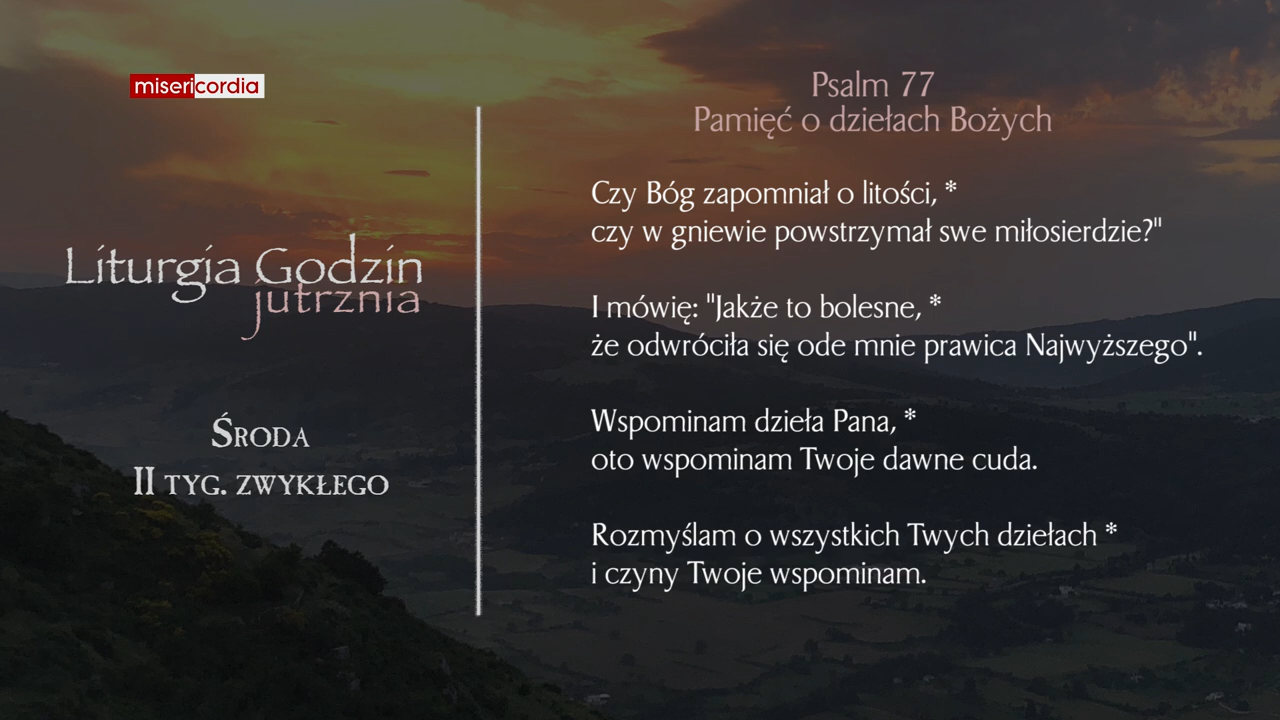 misericordia
Liturgia Godzin
jutrznia
Środa
II tyg. zwykłego
Psalm 77
Pamięć o dziełach Bożych
Czy Bóg zapomniał o litości, *
czy w gniewie powstrzymał swe miłosierdzie?"
I mówię: "Jakże to bolesne, *
że odwróciła się ode mnie prawica Najwyższego".
Wspominam dzieła Pana, *
oto wspominam Twoje dawne cuda.
Rozmyślam o wszystkich Twych dziełach *
i czyny Twoje wspominam.